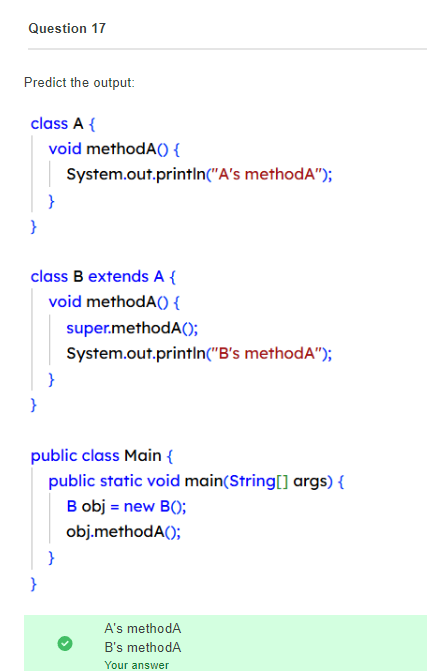 Question 17
Predict the output:
class A {
void methodA() {
System.out.println("A's methodA");
}
}
class B extends A {
void methodA() {
super.methodA();
System.out.println("B's methodA");
}
}
public class Main {
public static void main(String[] args) {
B obj = new B();
obj.methodA();
}
}
A's methodA
B's methodA
Your answer